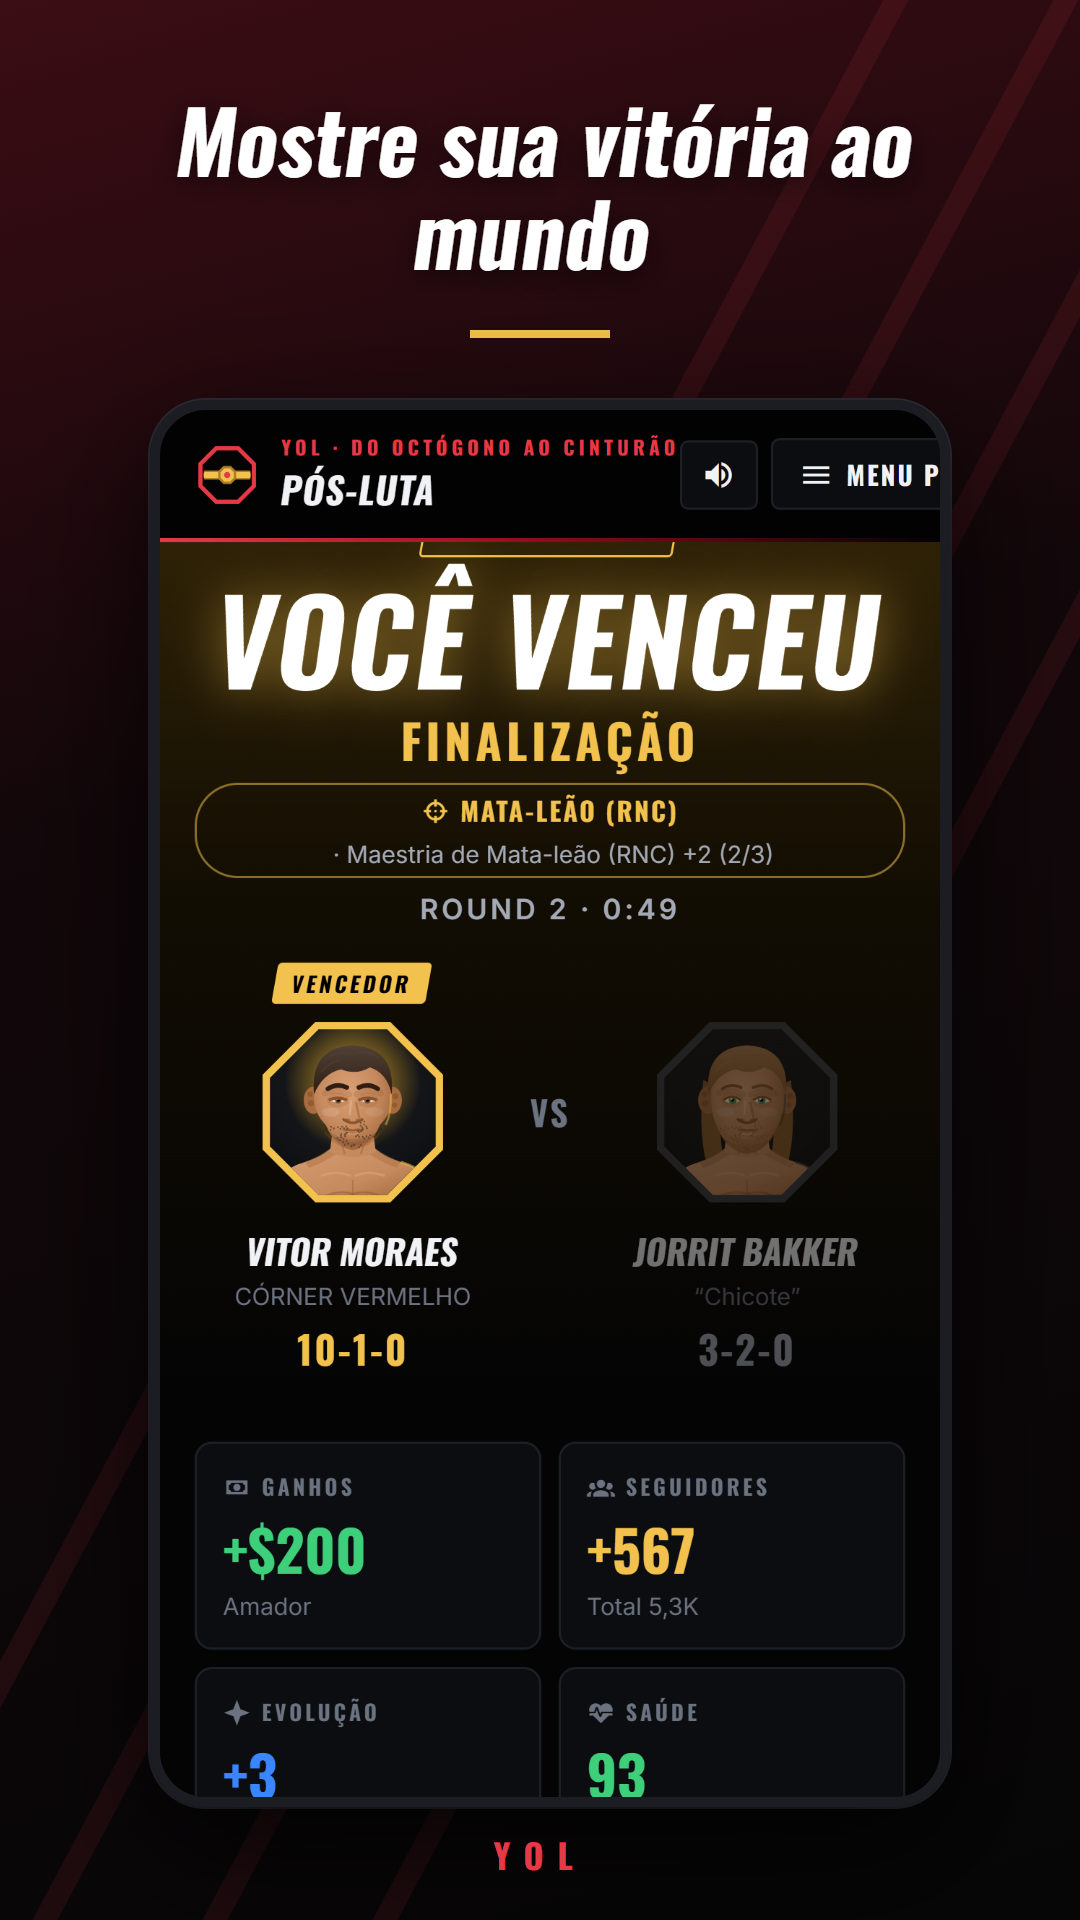 Mostre sua vitória ao
mundo
YOL · DO OCTÓGONO AO CINTURÃO
PÓS-LUTA
MENU P
VOCÊ VENCEU
FINALIZAÇÃO
MATA-LEÃO (RNC)
· Maestria de Mata-leão (RNC) +2 (2/3)
ROUND 2 · 0:49
VENCEDOR
VS
VITOR MORAES
JORRIT BAKKER
CÓRNER VERMELHO
“Chicote”
10-1-0
3-2-0
GANHOS
SEGUIDORES
+$200
+567
Amador
Total 5,3K
EVOLUÇÃO
SAÚDE
+3
93
YOL